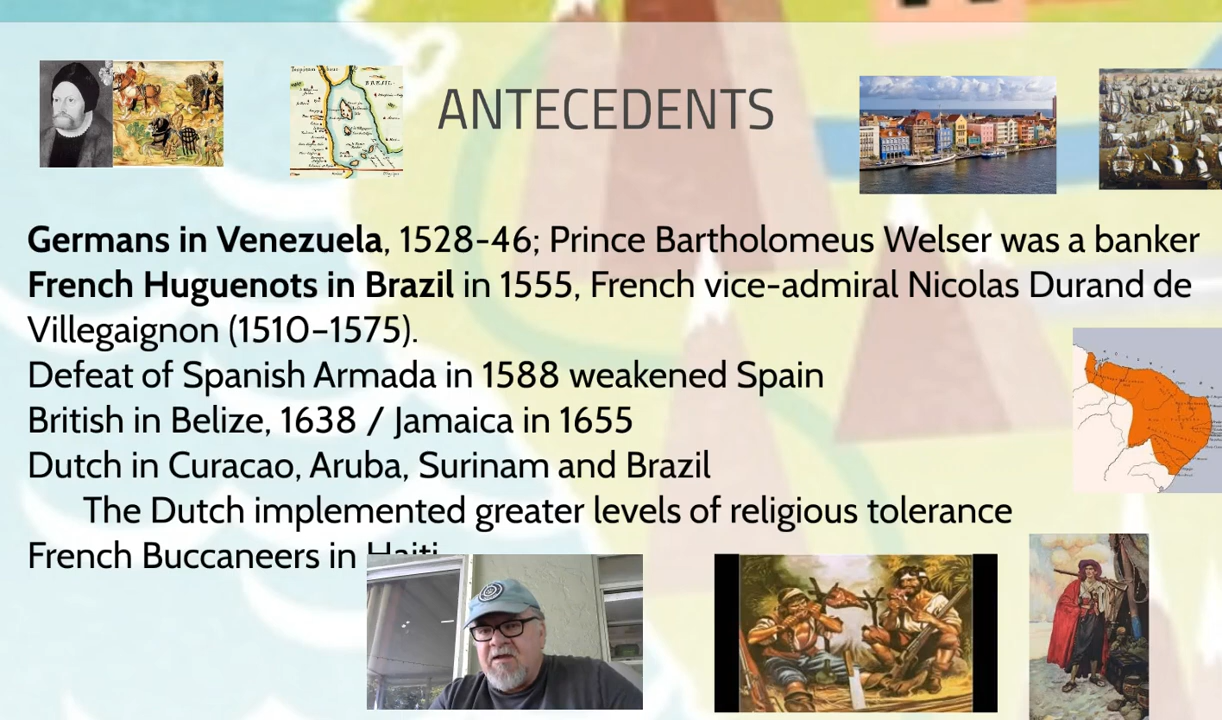 ANTECEDENTS
Germans in Venezuela, 1528-46; Prince Bartholomeus Welser was a banker
French Huguenots in Brazil in 1555, French vice-admiral Nicolas Durand de
Villegaignon (1510–1575).
Defeat of Spanish Armada in 1588 weakened Spain
British in Belize, 1638 / Jamaica in 1655
Dutch in Curacao, Aruba, Surinam and Brazil
The Dutch implemented greater levels of religious tolerance
French Buccaneers in Haiti